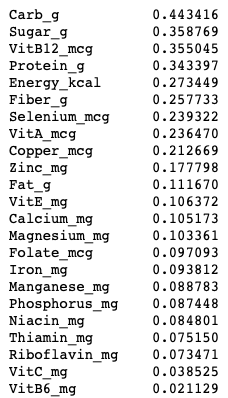 Carb_g 0.443416
Sugar_g 0.358769
VitB12_mcg 0.355045
Protein_g 0.343397
Energy_kcal 0.273449
Fiber_g 0.257733
Selenium_mcg 0.239322
VitA_mcg 0.236470
Copper_mcg 0.212669
Zinc_mg 0.177798
Fat_g 0.111670
VitE_mg 0.106372
Calcium_mg 0.105173
Magnesium_mg 0.103361
Folate_mcg 0.097093
Iron_mg 0.093812
Manganese_mg 0.088783
Phosphorus_mg 0.087448
Niacin_mg 0.084801
Thiamin_mg 0.075150
Riboflavin_mg 0.073471
VitC_mg 0.038525
VitB6_mg 0.021129